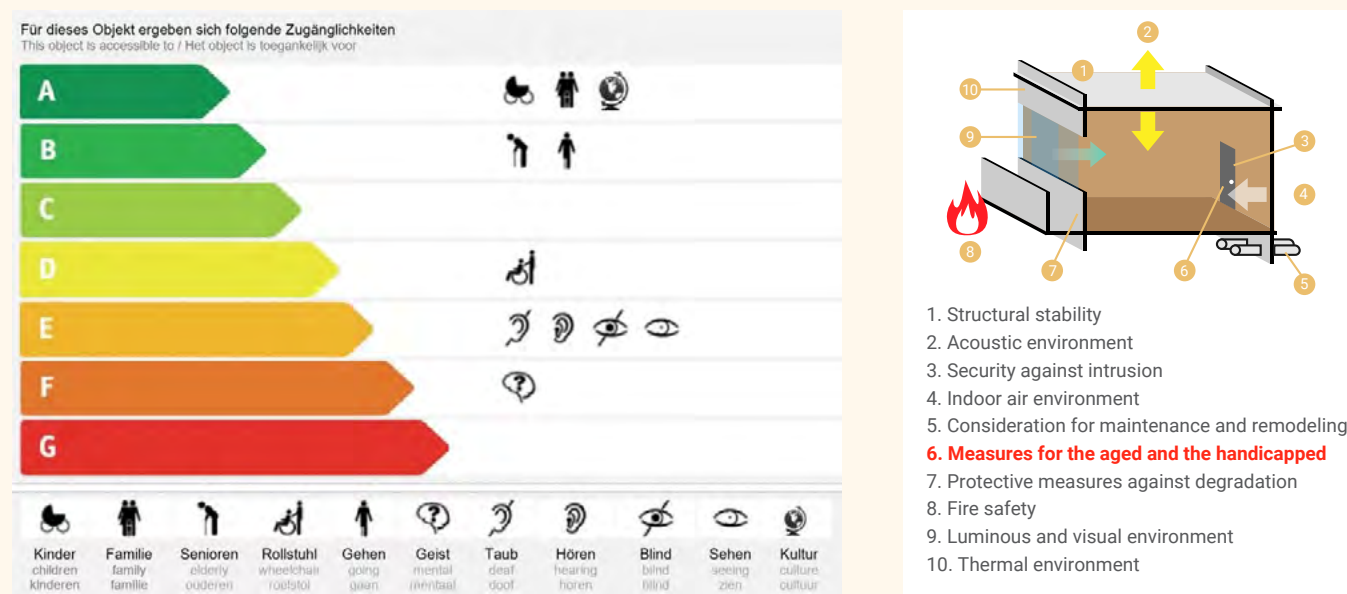 Für dieses Objekt ergeben sich folgende Zugänglichkeiten
This object is accessible to / Het object is toegankelijk voor
A
B
C
D
E
F
G
Kinder
children
kinderen
Familie
family
familie
Senioren
elderly
ouderen
Rollstuhl
wheelchair
rolstol
Gehen
going
gaan
Geist
mental
mentaal
Taub
deaf
doof
Hören
hearing
horen
Blind
blind
blind
Sehen
seeing
zien
Kultur
culture
cultuur
2
1
10
9
3
4
8
7
6
5
1. Structural stability
2. Acoustic environment
3. Security against intrusion
4. Indoor air environment
5. Consideration for maintenance and remodeling
6. Measures for the aged and the handicapped
7. Protective measures against degradation
8. Fire safety
9. Luminous and visual environment
10. Thermal environment